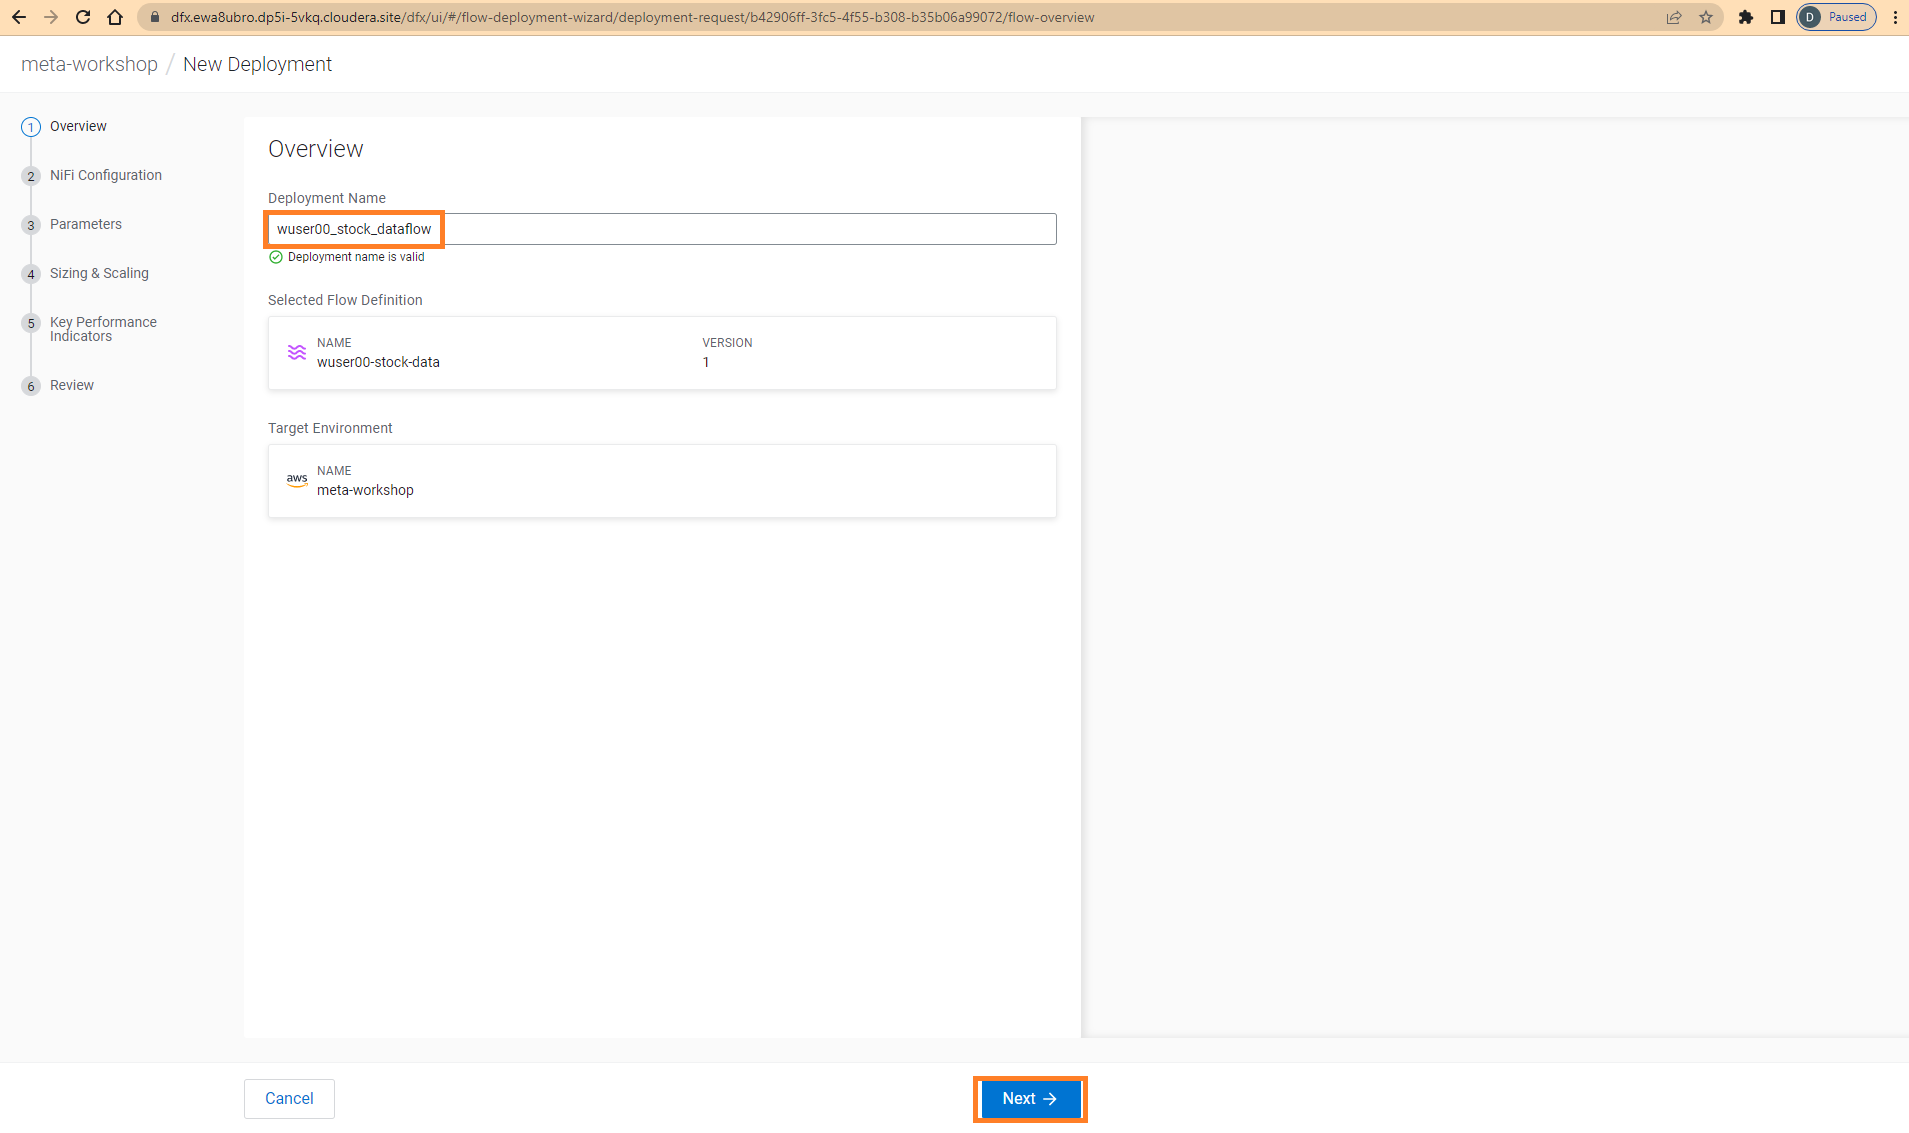 dfx.ewa8ubro.dp5i-5vkq.cloudera.site/dfx/ui/#/flow-deployment-wizard/deployment-request/b42906ff-3fc5-4f55-b308-b35b06a99072/flow-overview
D Paused
meta-workshop / New Deployment
1 Overview
2 NiFi Configuration
3 Parameters
4 Sizing & Scaling
5 Key Performance
Indicators
6 Review
Overview
Deployment Name
wuser00_stock_dataflow
Deployment name is valid
Selected Flow Definition
NAME VERSION
wuser00-stock-data 1
Target Environment
aws NAME
meta-workshop
Cancel Next →